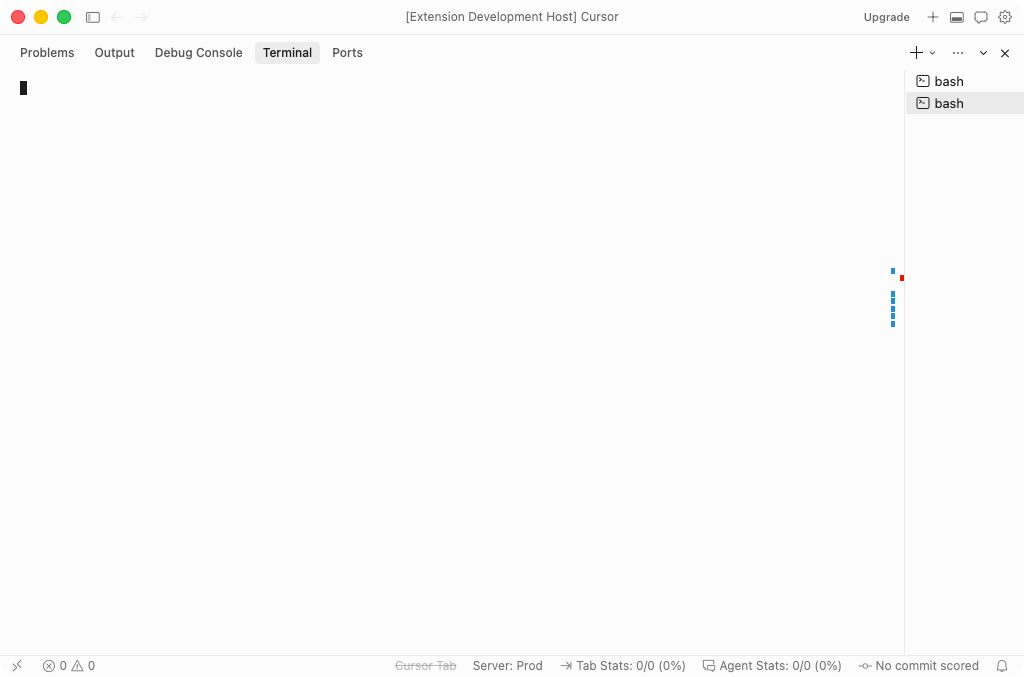 [Extension Development Host] Cursor
Upgrade
Problems Output Debug Console Terminal Ports
bash
bash
0 0 Cursor Tab Server: Prod Tab Stats: 0/0 (0%) Agent Stats: 0/0 (0%) No commit scored